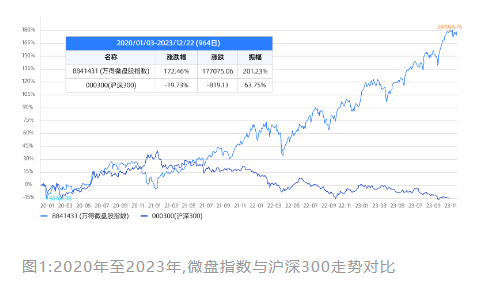 247904.76
180%
165%
150%
135%
120%
105%
90%
75%
60%
45%
30%
15%
0%
-15%
2020/01/03-2023/12/22 (964日)
名称 涨跌幅 涨跌 振幅
8841431 (万得微盘股指数) 172.46% 177075.06 201.23%
000300(沪深300) -19.73% -819.13 63.75%
20-01 20-03 20-05 20-07 20-09 20-11 21-01 21-03 21-05 21-07 21-09 21-11 22-01 22-03 22-05 22-07 22-09 22-11 23-01 23-03 23-05 23-07 23-09 23-11
8841431 (万得微盘股指数) 000300(沪深300)
图1:2020年至2023年,微盘指数与沪深300走势对比